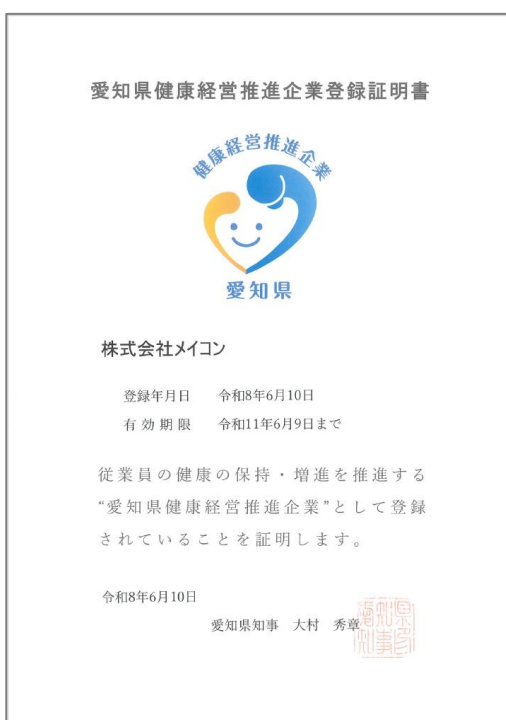 愛知県健康経営推進企業登録証明書
健康経営推進企業
愛知県
株式会社メイコン
登録年月日　令和8年6月10日
有効期限　令和11年6月9日まで
従業員の健康の保持・増進を推進する
“愛知県健康経営推進企業”として登録
されていることを証明します。
令和8年6月10日
愛知県知事　大村　秀章